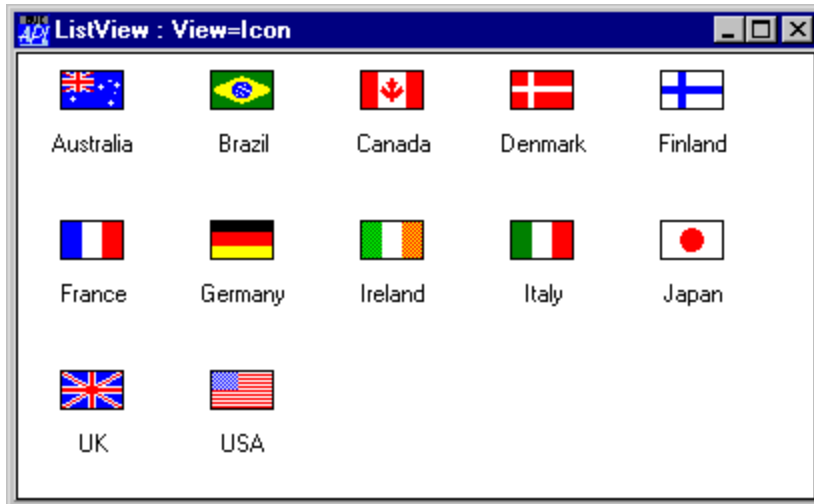 ListView : View=Icon
Australia Brazil Canada Denmark Finland
France Germany Ireland Italy Japan
UK USA